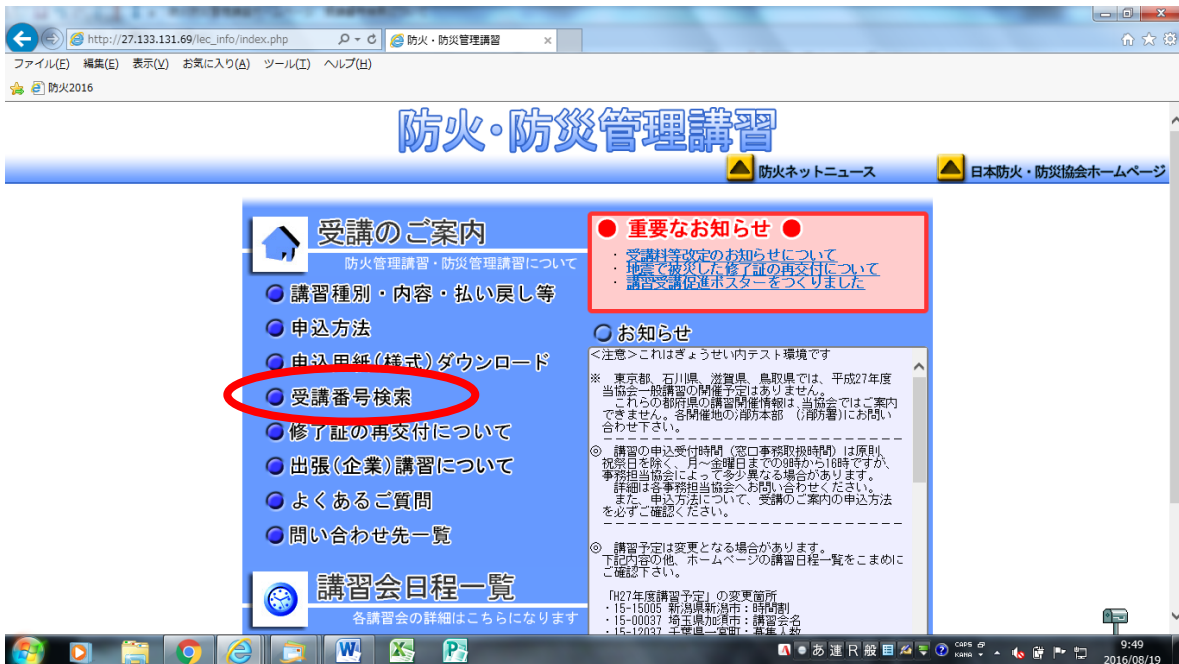 http://27.133.131.69/lec_info/index.php
防火・防災管理講習
ファイル(F) 編集(E) 表示(V) お気に入り(A) ツール(T) ヘルプ(H)
防火2016
防火・防災管理講習
防火ネットニュース
日本防火・防災協会ホームページ
受講のご案内
防火管理講習・防災管理講習について
講習種別・内容・払い戻し等
申込方法
申込用紙(様式)ダウンロード
受講番号検索
修了証の再交付について
出張(企業)講習について
よくあるご質問
問い合わせ先一覧
講習会日程一覧
各講習会の詳細はこちらになります
● 重要なお知らせ ●
・ 受講料等改定のお知らせについて
・ 地震で被災した修了証の再交付について
・ 講習受講促進ポスターをつくりました
お知らせ
<注意>これはぎょうせい内テスト環境です
※ 東京都、石川県、滋賀県、鳥取県では、平成27年度
当協会一般講習の開催予定はありません。
これらの都府県の講習開催情報は、当協会ではご案内
できません。各開催地の消防本部 (消防署)にお問い
合わせ下さい。
◎ 講習の申込受付時間（窓口事務取扱時間）は原則、
祝祭日を除く、月～金曜日までの9時から16時ですが、
事務担当協会によって多少異なる場合があります。
詳細は各事務担当協会へお問い合わせください。
また、申込方法について、受講のご案内の申込方法
を必ずご確認ください。
◎ 講習予定は変更となる場合があります。
下記内容の他、ホームページの講習日程一覧をこまめに
ご確認下さい。
「H27年度講習予定」の変更箇所
・15-15005 新潟県新潟市：時間割
・15-00037 埼玉県加須市：講習会名
・15-12037 千葉県一宮町：募集人数
あ 連 R 般
CAPS
KANA
9:49
2016/08/19